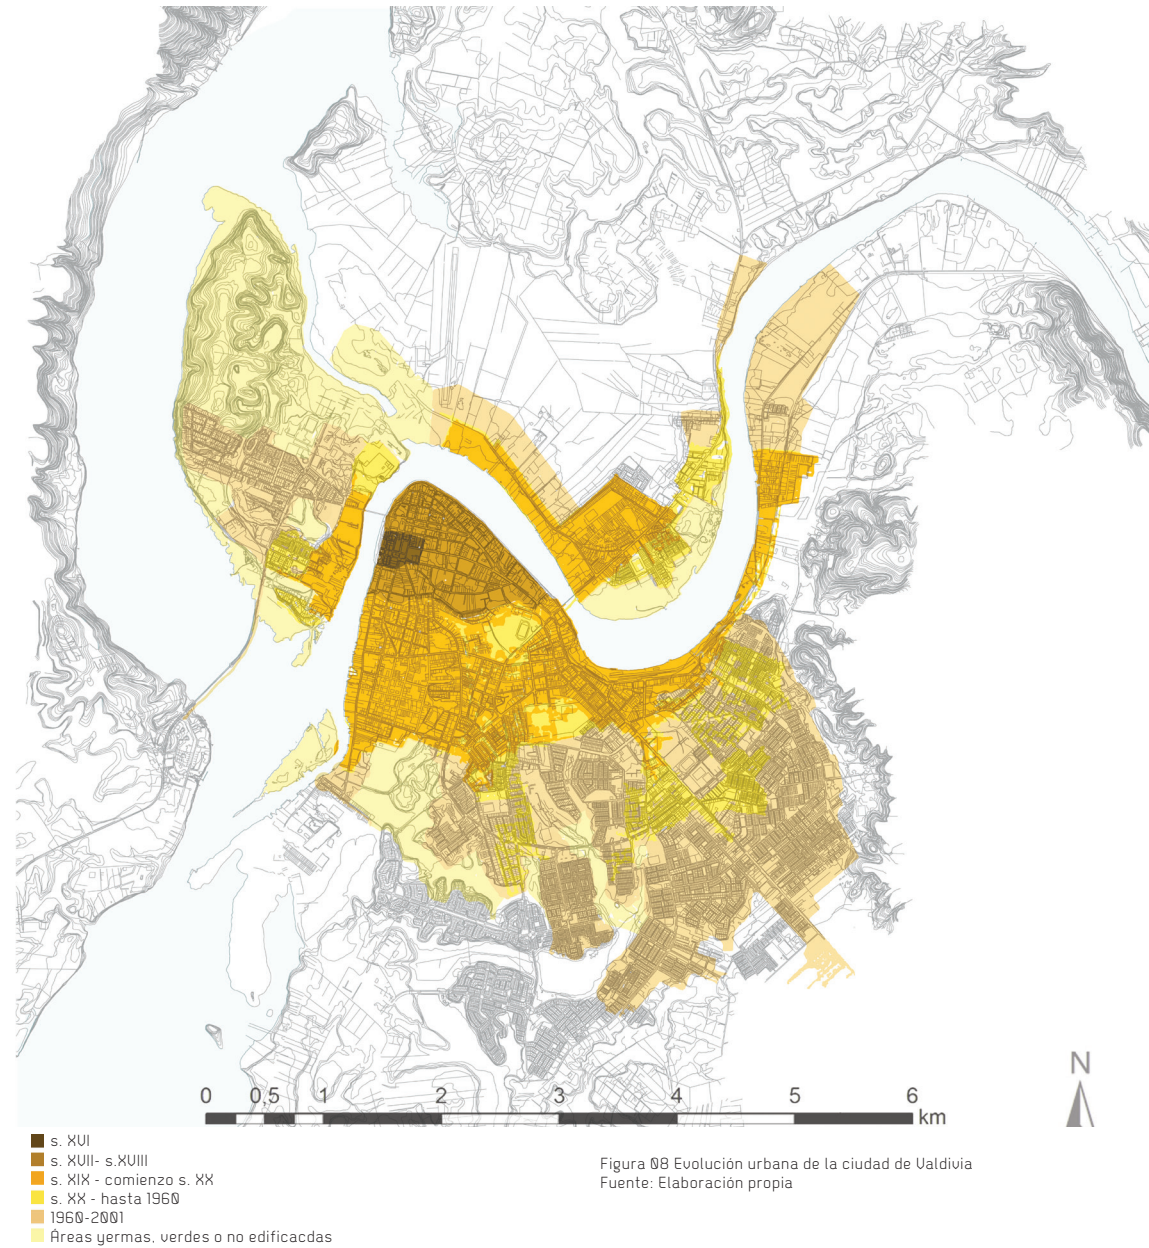 N
0 0,5 1 2 3 4 5 6
km
s. XVI
s. XVII- s.XVIII
s. XIX - comienzo s. XX
s. XX - hasta 1960
1960-2001
Áreas yermas, verdes o no edificacdas
Figura 08 Evolución urbana de la ciudad de Valdivia
Fuente: Elaboración propia